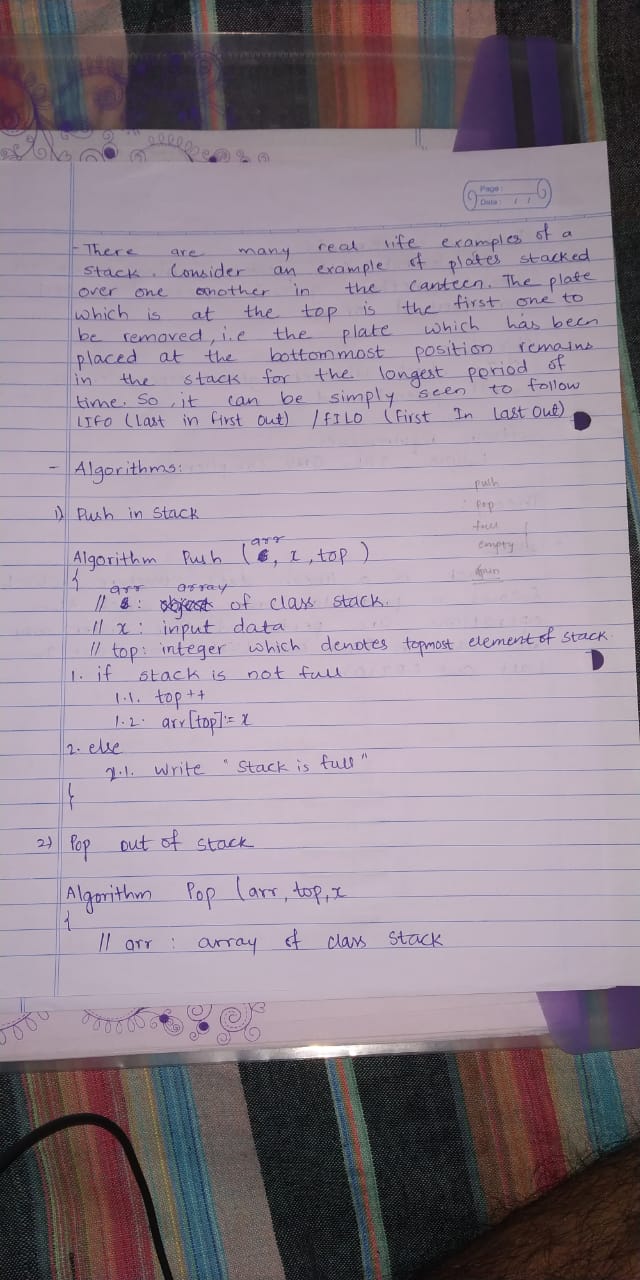 Page :
Date : / /
- There are many real life examples of a
stack. Consider an example of plates stacked
over one another in the canteen. The plate
which is at the top is the first one to
be removed, i.e the plate which has been
placed at the bottommost position remains
in the stack for the longest period of
time. So, it can be simply seen to follow
LIFO (Last in first out) / FILO (First In Last Out)
- Algorithms:
push
pop
full
empty
1) Push in stack
Algorithm Push (arr, x, top)
{
// arr: array of class stack.
// x: input data
// top: integer which denotes topmost element of stack.
1. if stack is not full
1.1. top++
1.2. arr[top] = x
2. else
2.1. Write "Stack is full"
}
2) Pop out of stack
Algorithm Pop (arr, top, x
{
// arr : array of class stack